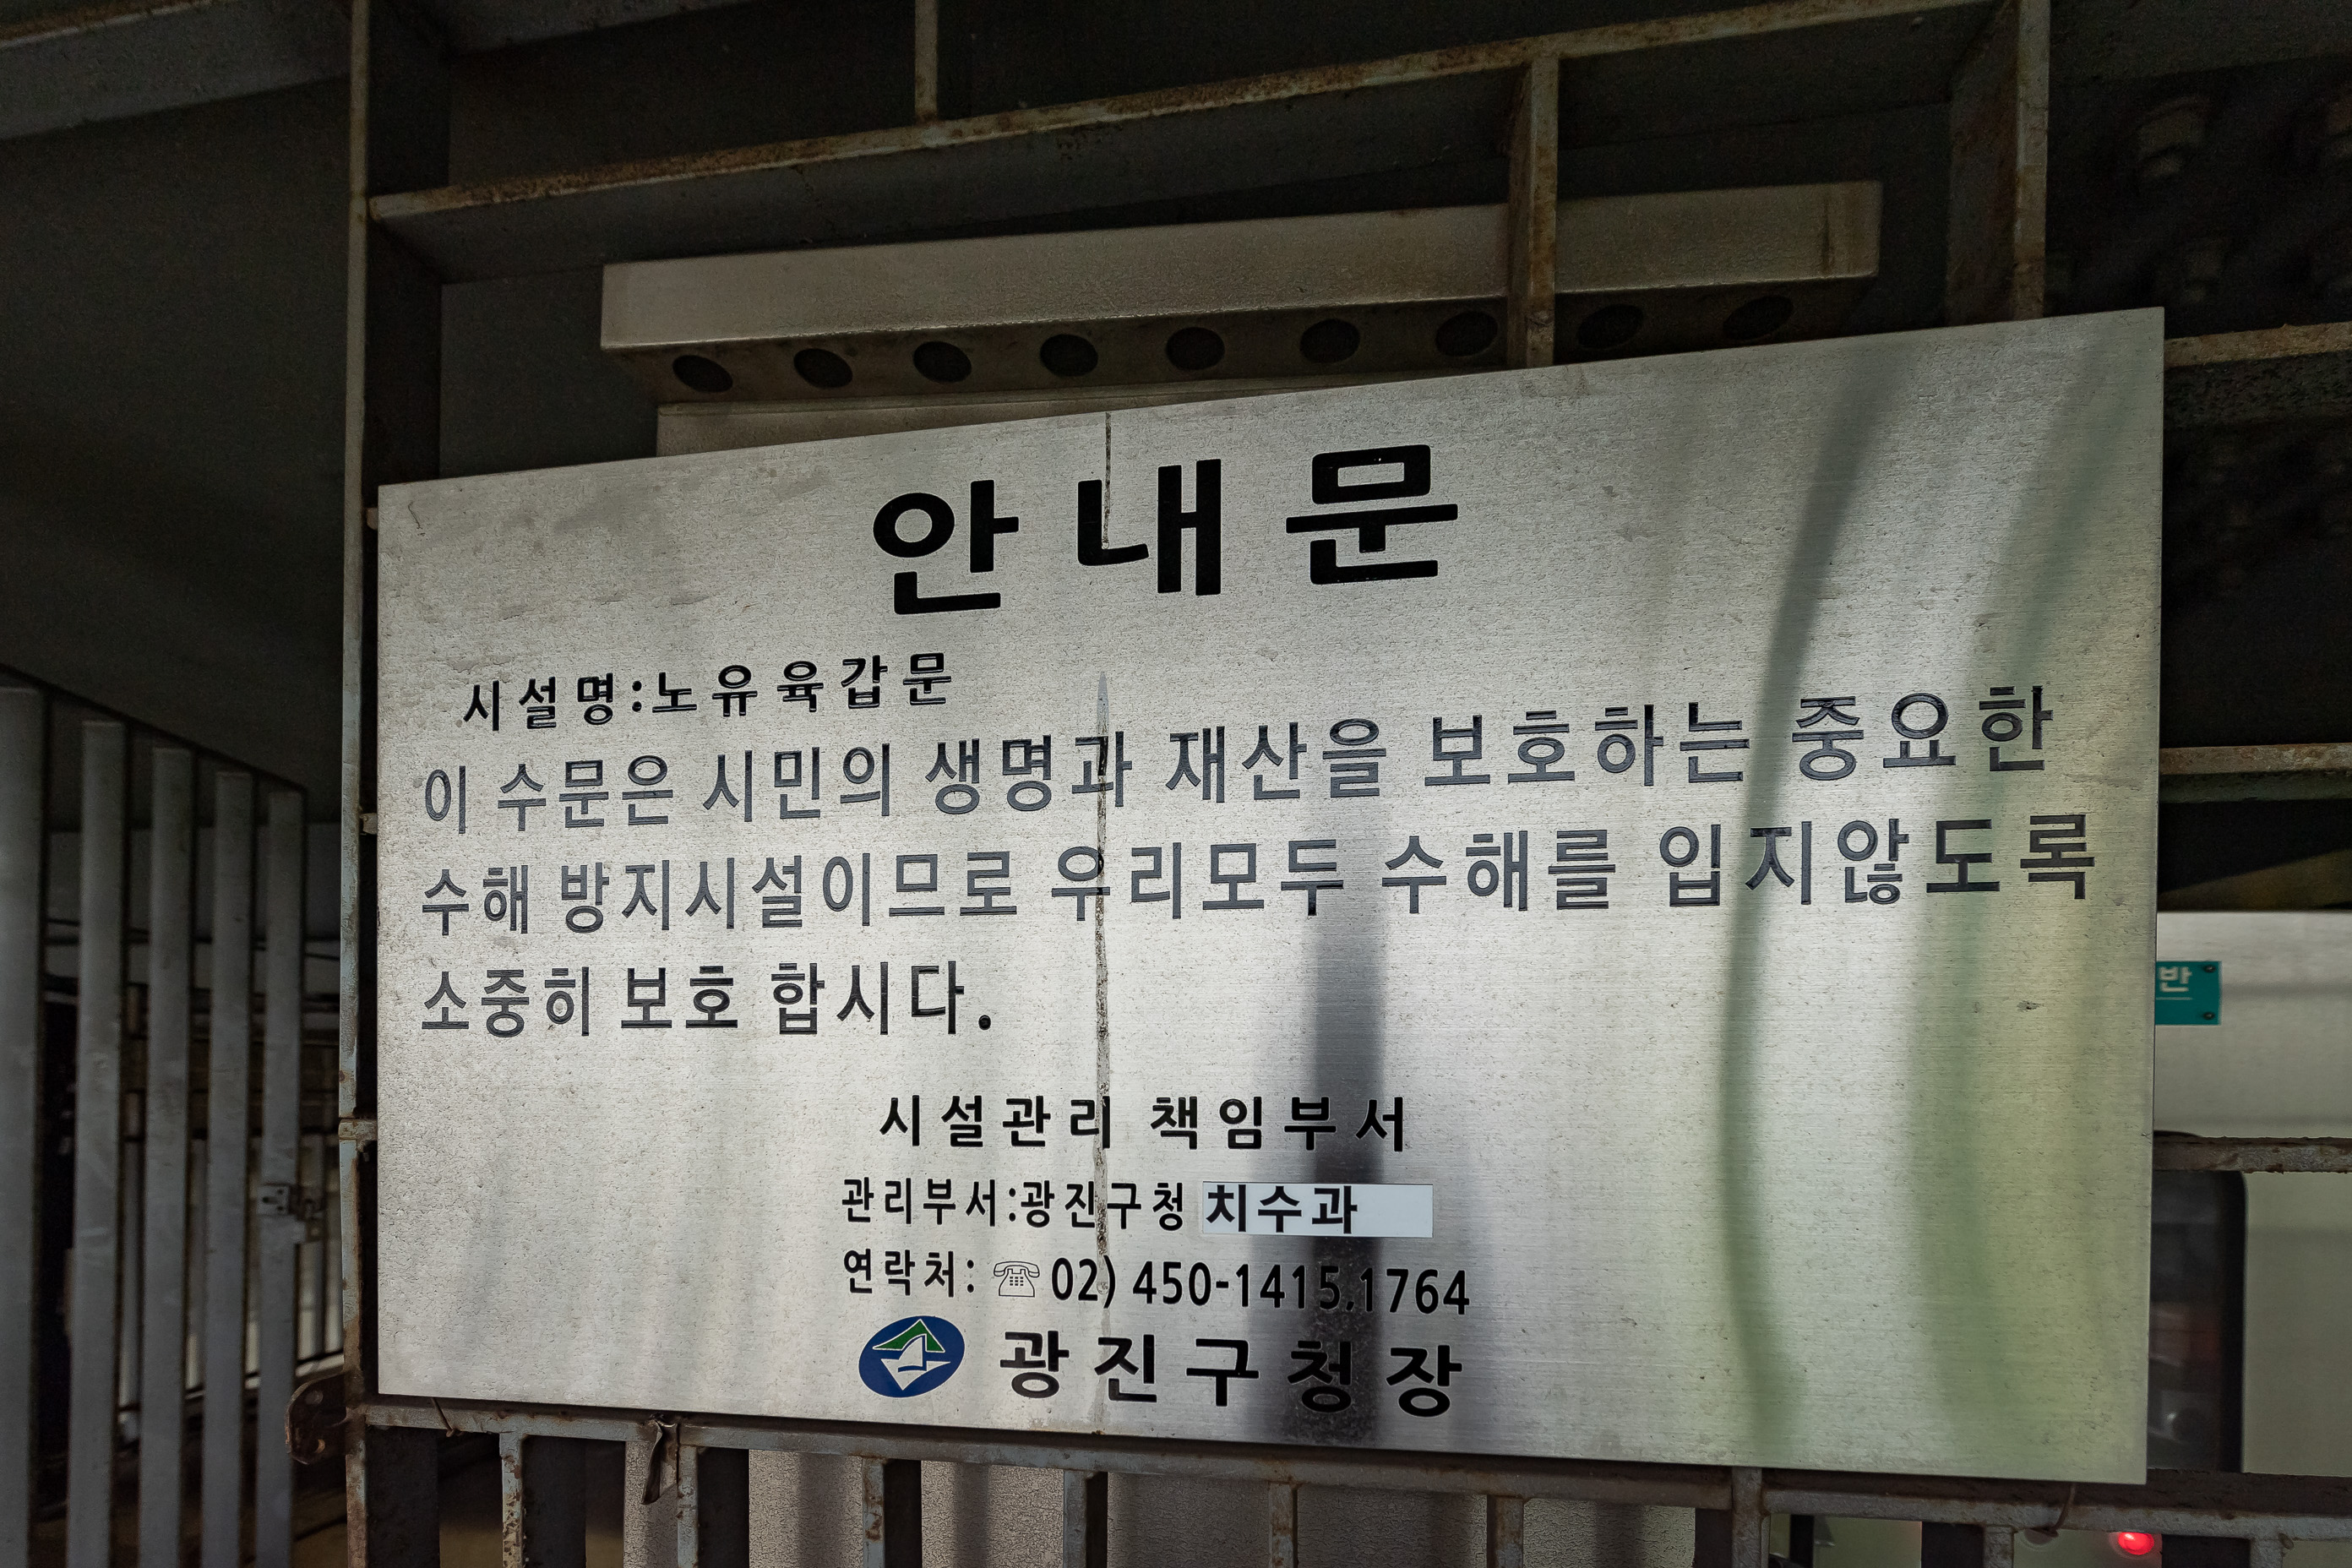 안내문
시설명:노유육갑문
이 수문은 시민의 생명과 재산을 보호하는 중요한
수해 방지시설이므로 우리모두 수해를 입지않도록
소중히 보호 합시다.
시설관리 책임부서
관리부서:광진구청 치수과
연락처: ☏ 02) 450-1415.1764
광진구청장
반